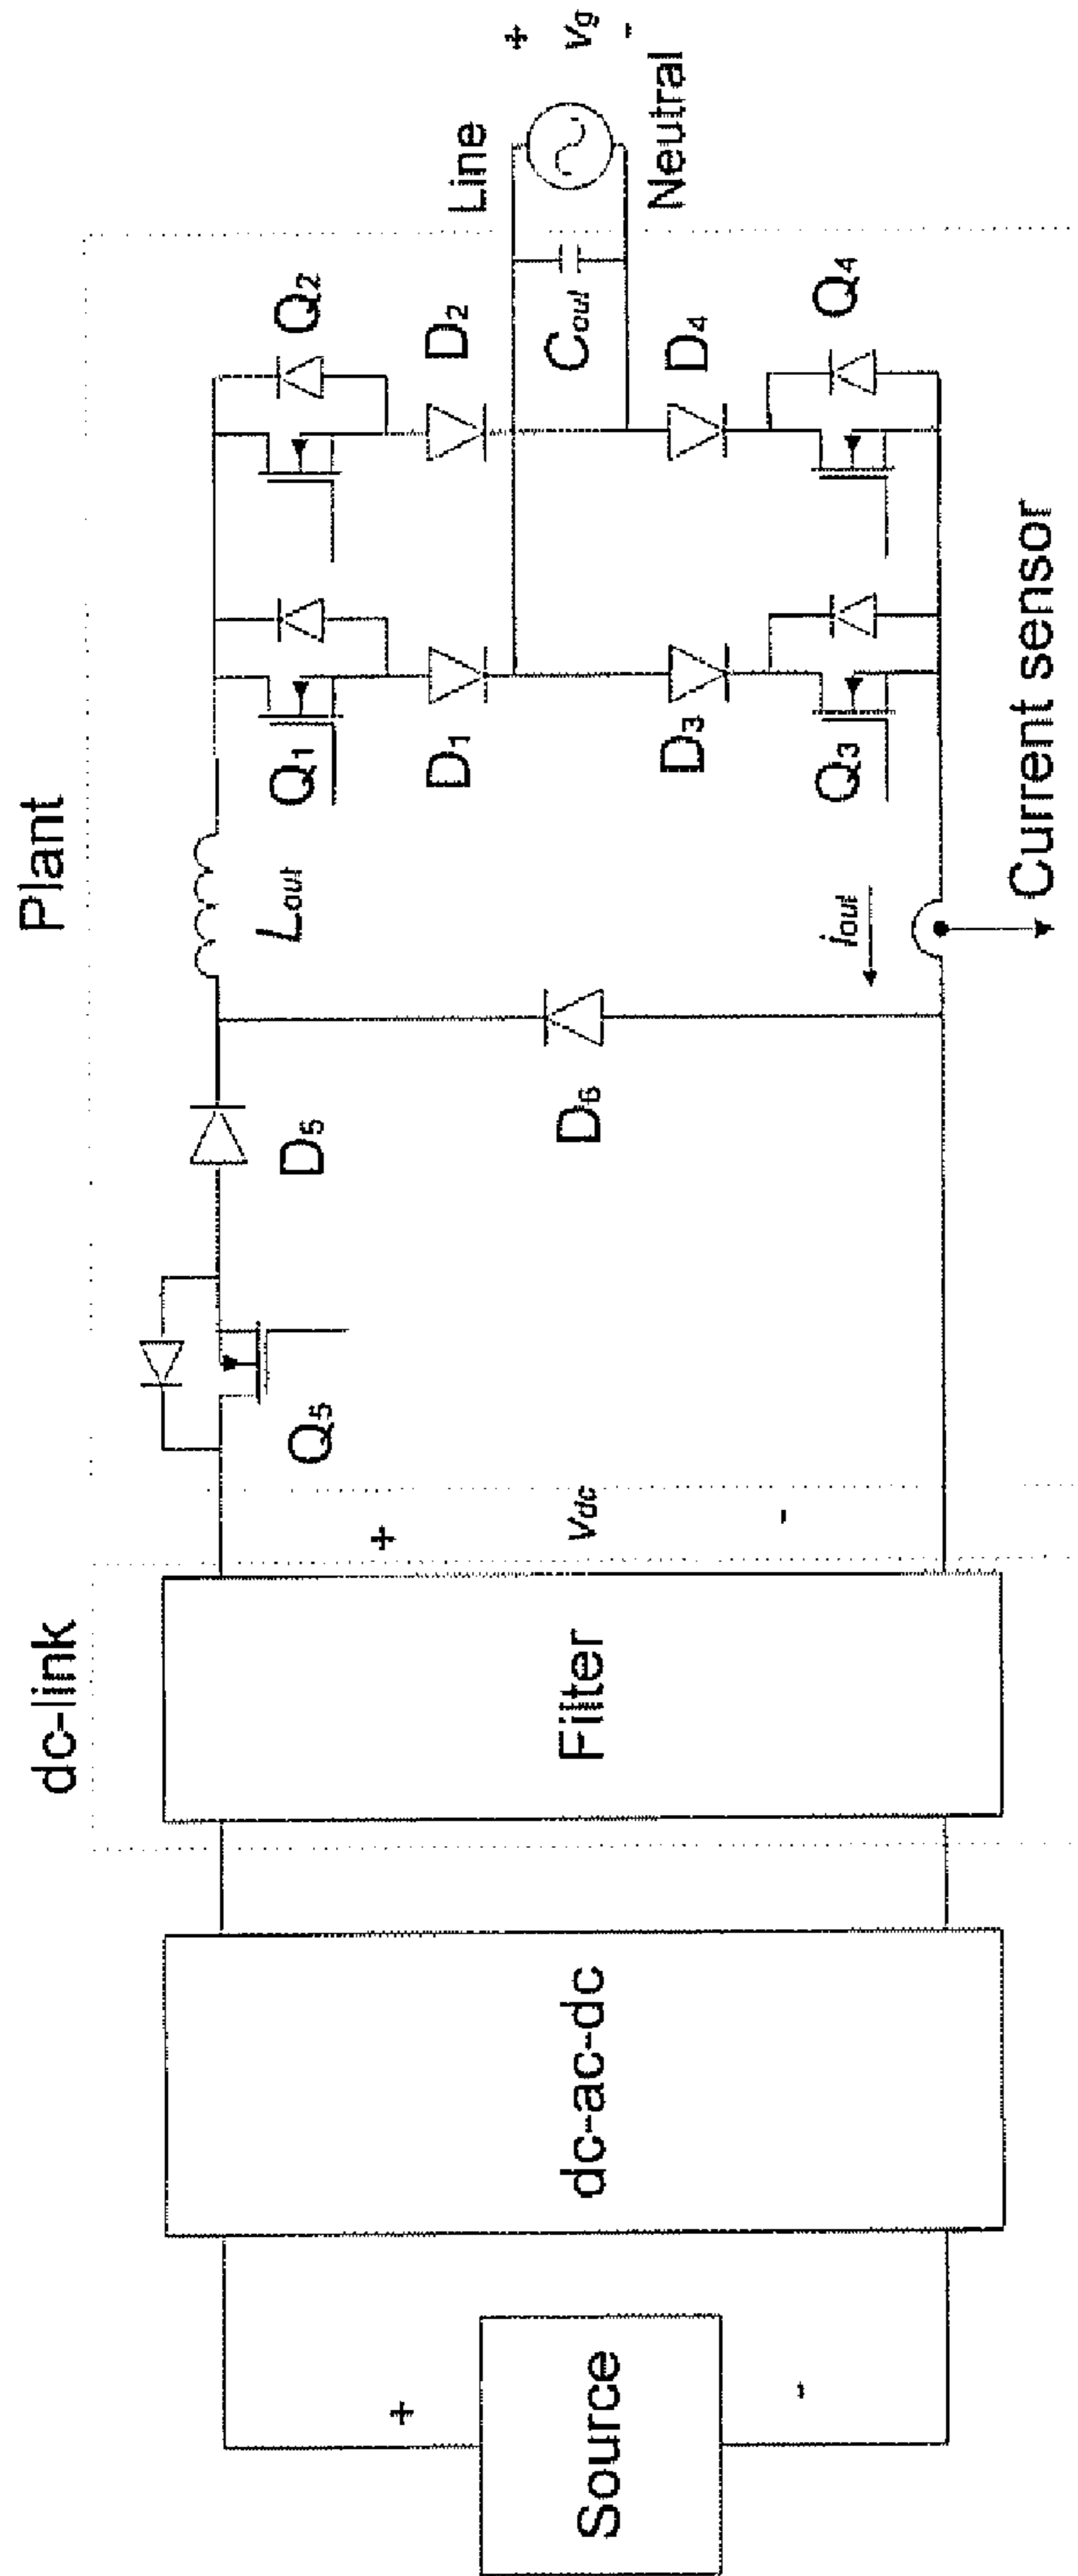 Plant
dc-link
Source
+
-
dc-ac-dc
Filter
+
Vdc
-
Q5
D5
D6
Lout
iout
Current sensor
Q1
D1
D3
Q3
Q2
D2
Cout
D4
Q4
Line
Neutral
+
Vg
-